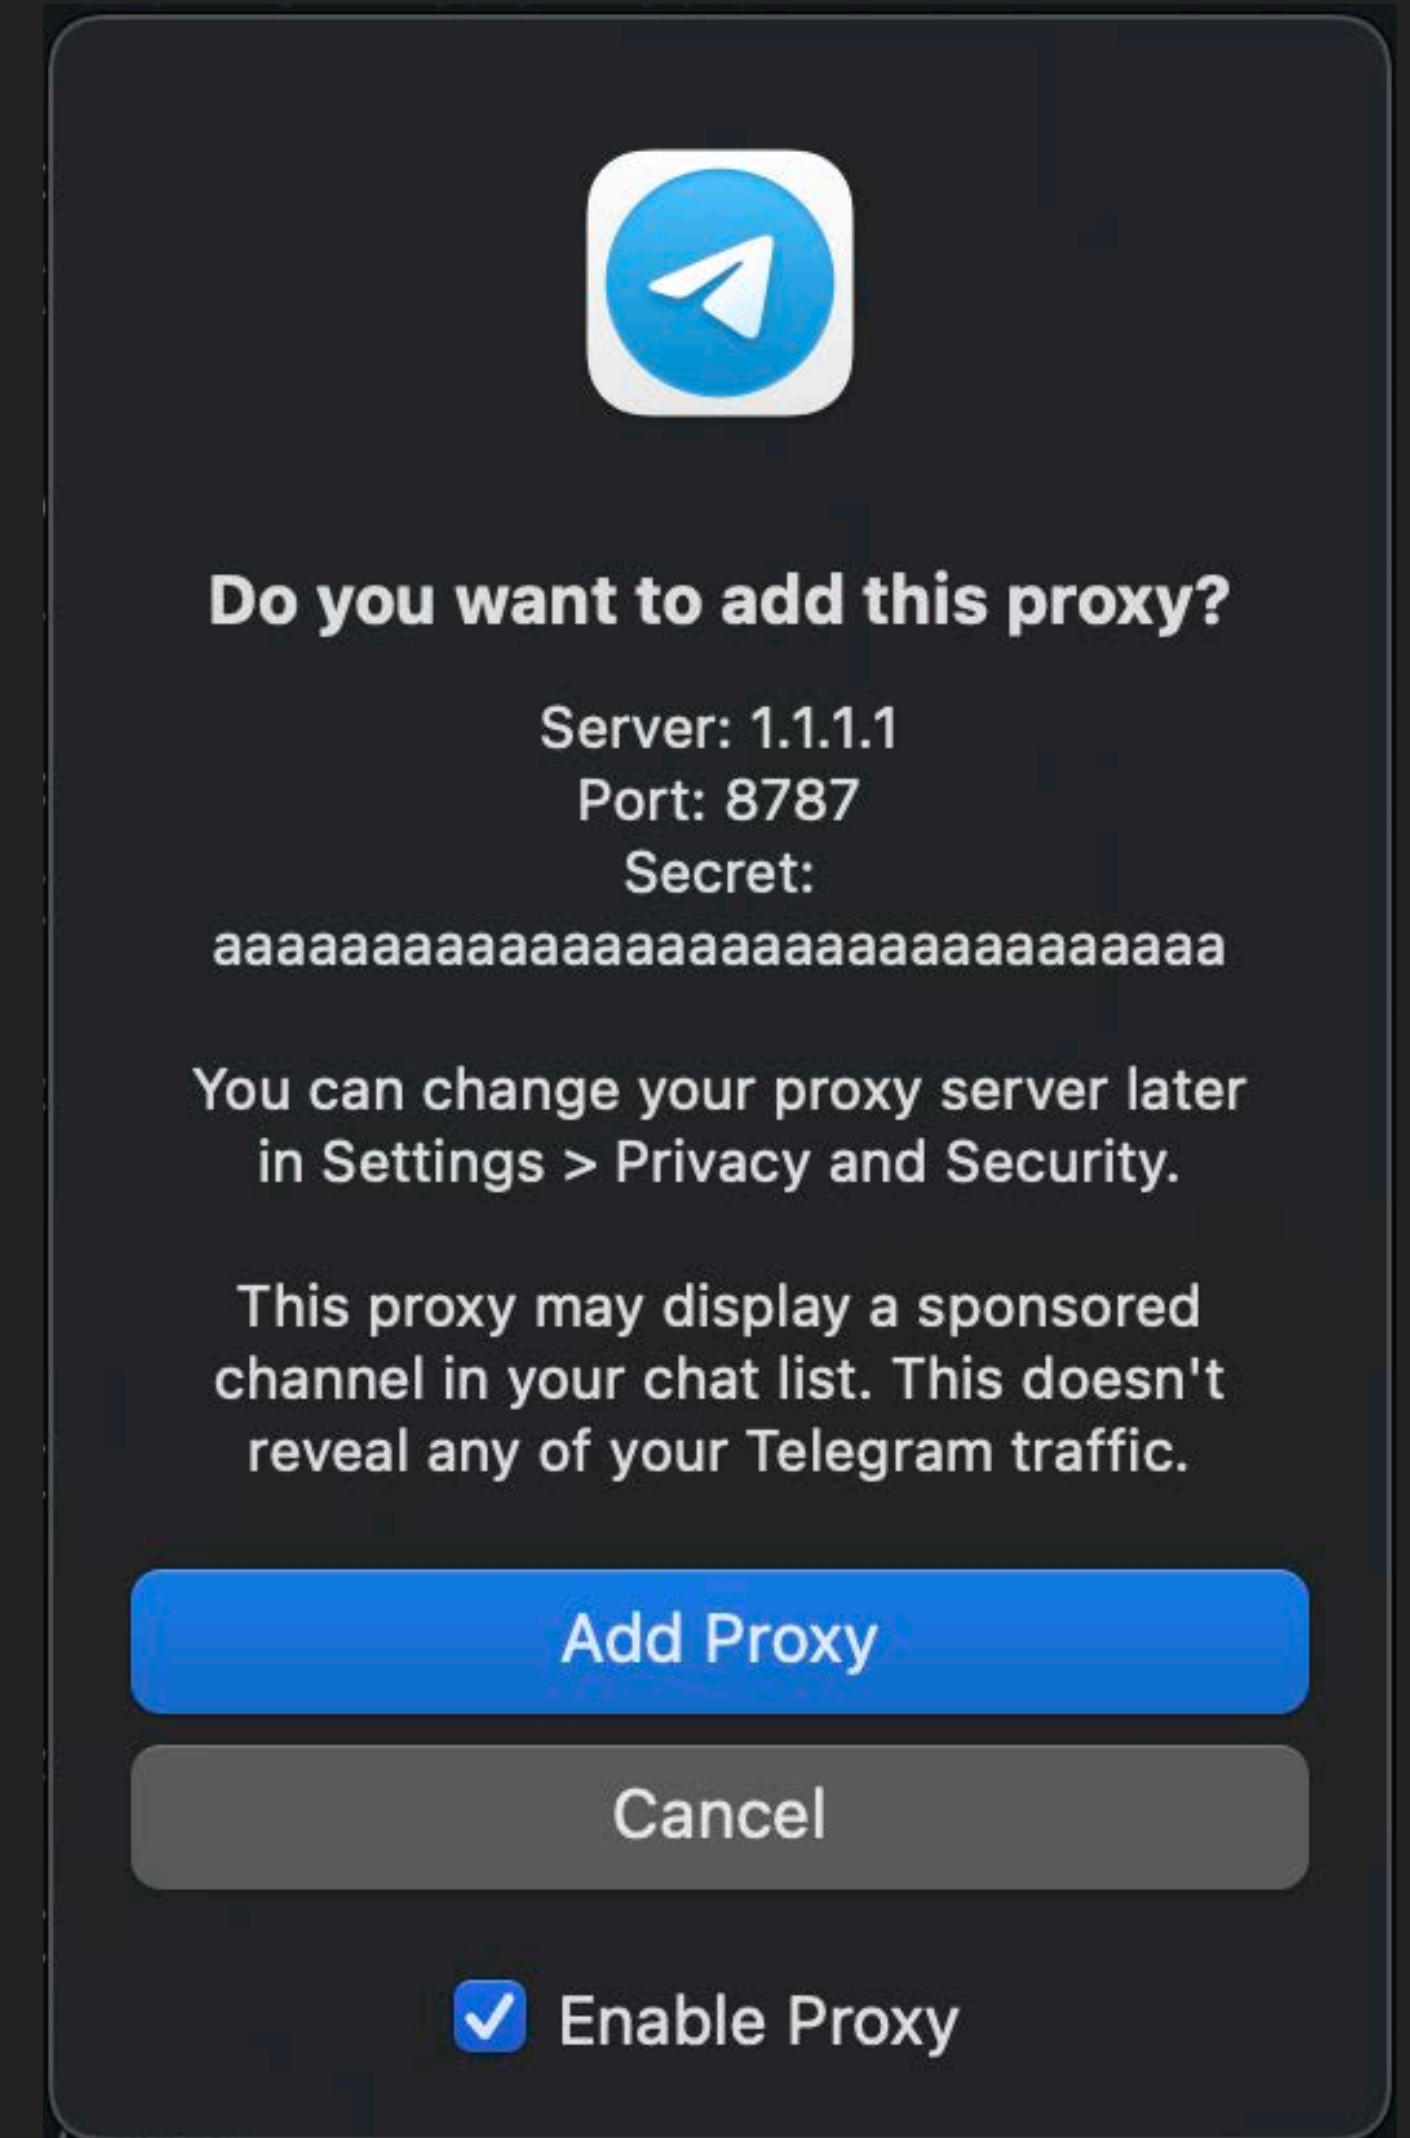 Do you want to add this proxy?
Server: 1.1.1.1
Port: 8787
Secret:
aaaaaaaaaaaaaaaaaaaaaaaaaaaaaaaa
You can change your proxy server later
in Settings > Privacy and Security.
This proxy may display a sponsored
channel in your chat list. This doesn't
reveal any of your Telegram traffic.
Add Proxy
Cancel
Enable Proxy